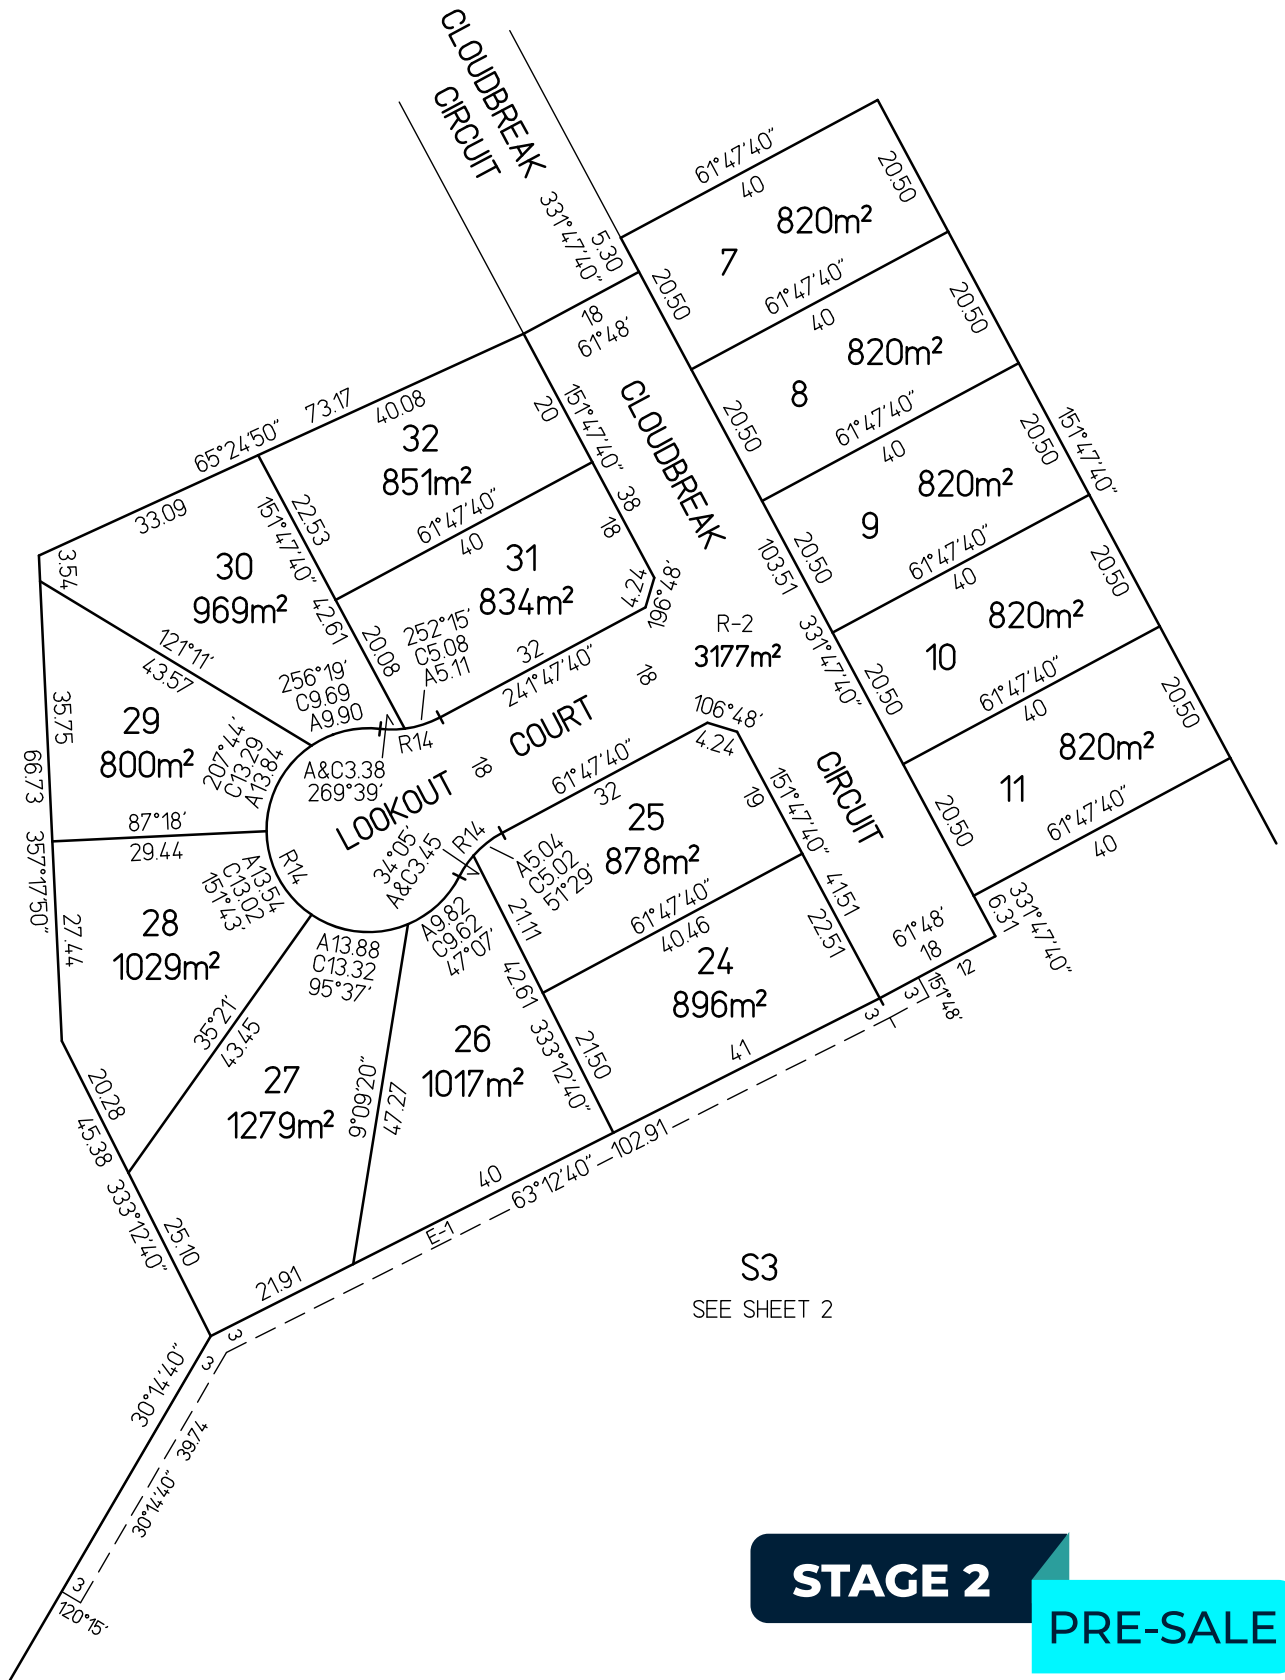 CLOUDBREAK
CIRCUIT
331°47'40"
5.30
61°47'40"
40
20.50
820m²
7
20.50
18
61°48'
61°47'40"
40
20.50
820m²
8
20.50
CLOUDBREAK
151°47'40"
20
38
18
73.17
40.08
65°24'50"
32
851m²
33.09
61°47'40"
40
20.50
151°47'40"
820m²
9
20.50
103.51
22.53
151°47'40"
42.61
20.08
61°47'40"
40
31
834m²
3.54
30
969m²
4.24
196°48'
61°47'40"
40
20.50
820m²
10
20.50
331°47'40"
R-2
3177m²
252°15'
C5.08
A5.11
32
241°47'40"
18
121°11'
43.57
256°19'
C9.69
A9.90
35.75
29
800m²
207°44'
C13.29
A13.84
R14
A&C3.38
269°39'
LOOKOUT COURT
18
106°48'
4.24
61°47'40"
32
CIRCUIT
61°47'40"
40
20.50
820m²
11
20.50
61°47'40"
40
66.73
357°17'50"
87°18'
29.44
R14
34°05'
A&C3.45
R14
A5.04
C5.02
51°29'
25
878m²
19
151°47'40"
41.51
22.51
27.44
28
1029m²
A13.54
C13.02
151°43'
A13.88
C13.32
95°37'
A9.82
C9.62
47°07'
21.11
42.61
333°12'40"
21.50
61°47'40"
40.46
24
896m²
61°48'
18
12
6.31
331°47'40"
3
3
151°48'
41
35°21'
43.45
20.28
45.38
333°12'40"
25.10
27
1279m²
9°09'20"
47.27
26
1017m²
40
63°12'40"
102.91
E-1
21.91
3
3
S3
SEE SHEET 2
30°14'40"
39.74
30°14'40"
3
120°15'
STAGE 2
PRE-SALE